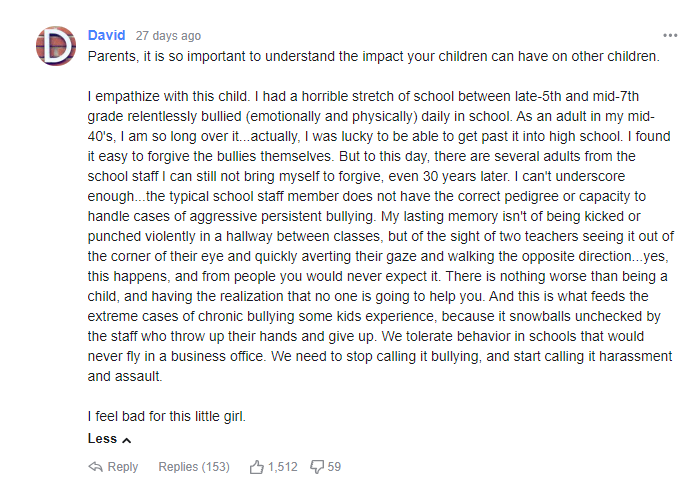 D
David 27 days ago
Parents, it is so important to understand the impact your children can have on other children.
I empathize with this child. I had a horrible stretch of school between late-5th and mid-7th
grade relentlessly bullied (emotionally and physically) daily in school. As an adult in my mid-
40's, I am so long over it...actually, I was lucky to be able to get past it into high school. I found
it easy to forgive the bullies themselves. But to this day, there are several adults from the
school staff I can still not bring myself to forgive, even 30 years later. I can't underscore
enough...the typical school staff member does not have the correct pedigree or capacity to
handle cases of aggressive persistent bullying. My lasting memory isn't of being kicked or
punched violently in a hallway between classes, but of the sight of two teachers seeing it out of
the corner of their eye and quickly averting their gaze and walking the opposite direction...yes,
this happens, and from people you would never expect it. There is nothing worse than being a
child, and having the realization that no one is going to help you. And this is what feeds the
extreme cases of chronic bullying some kids experience, because it snowballs unchecked by
the staff who throw up their hands and give up. We tolerate behavior in schools that would
never fly in a business office. We need to stop calling it bullying, and start calling it harassment
and assault.
I feel bad for this little girl.
Less
Reply Replies (153) 1,512 59